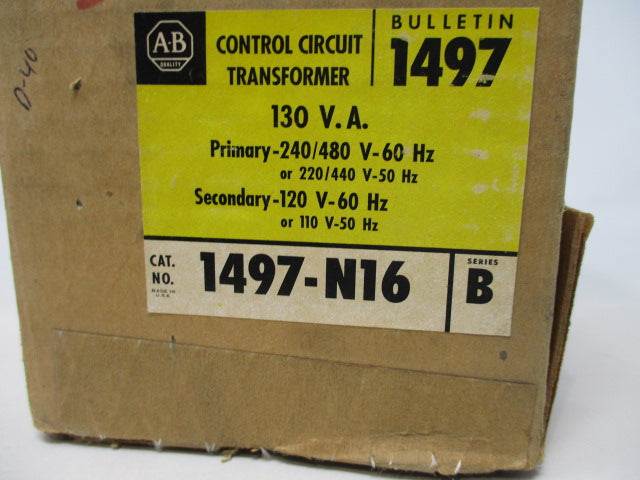 D-40
A-B
QUALITY
CONTROL CIRCUIT
TRANSFORMER
BULLETIN
1497
130 V.A.
Primary-240/480 V-60 Hz
or 220/440 V-50 Hz
Secondary-120 V-60 Hz
or 110 V-50 Hz
CAT.
NO.
MADE IN
U.S.A.
1497-N16
SERIES
B